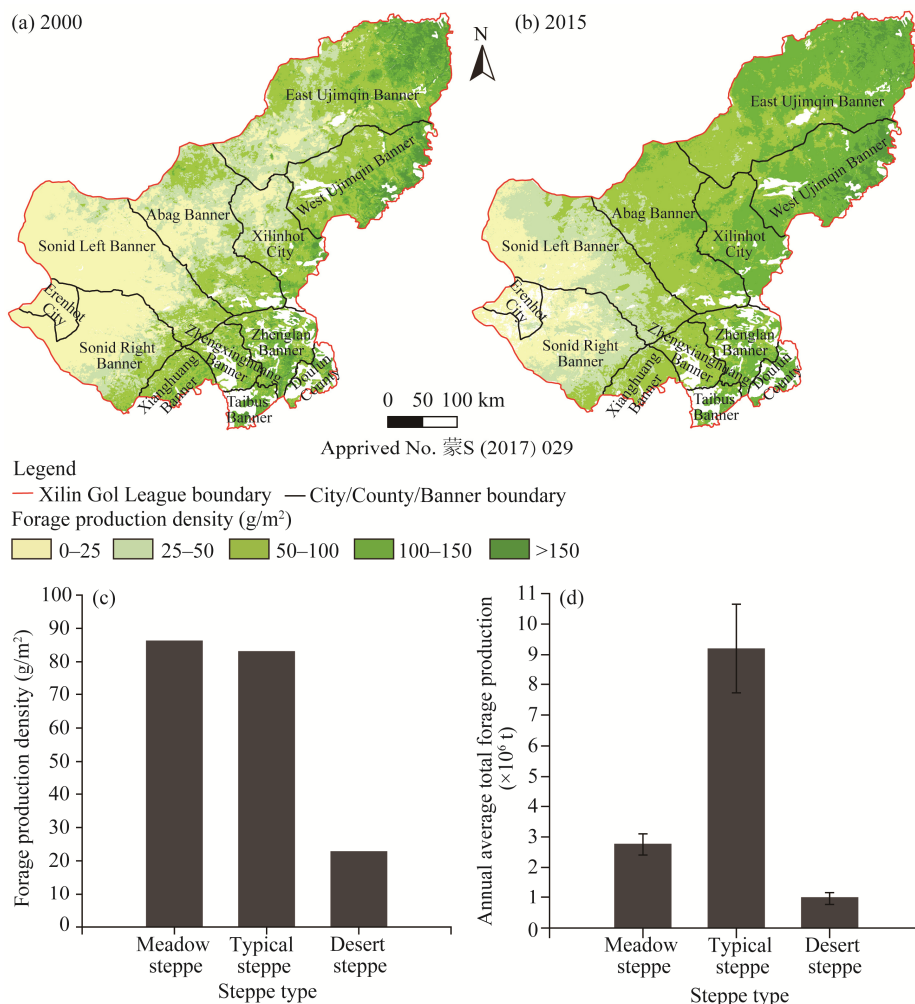 (a) 2000
N
(b) 2015
East Ujimqin Banner
West Ujimqin Banner
Abag Banner
Xilinhot
City
Sonid Left Banner
Erenhot
City
Sonid Right
Banner
Xianghuang
Banner
Zhengxianghuang
Banner
Zhenglan
Banner
Taibus
Banner
Doulun
County
East Ujimqin Banner
West Ujimqin Banner
Abag Banner
Xilinhot
City
Sonid Left Banner
Erenhot
City
Sonid Right
Banner
Xianghuang
Banner
Zhengxianghuang
Banner
Zhenglan
Banner
Taibus
Banner
Doulun
County
0 50 100 km
Apprived No. 蒙S (2017) 029
Legend
Xilin Gol League boundary
City/County/Banner boundary
Forage production density (g/m²)
0–25
25–50
50–100
100–150
>150
(c)
Forage production density (g/m²)
100
90
80
70
60
50
40
30
20
10
0
Meadow
steppe
Typical
steppe
Desert
steppe
Steppe type
(d)
Annual average total forage production
(×10⁶ t)
11
10
9
8
7
6
5
4
3
2
1
0
Meadow
steppe
Typical
steppe
Desert
steppe
Steppe type